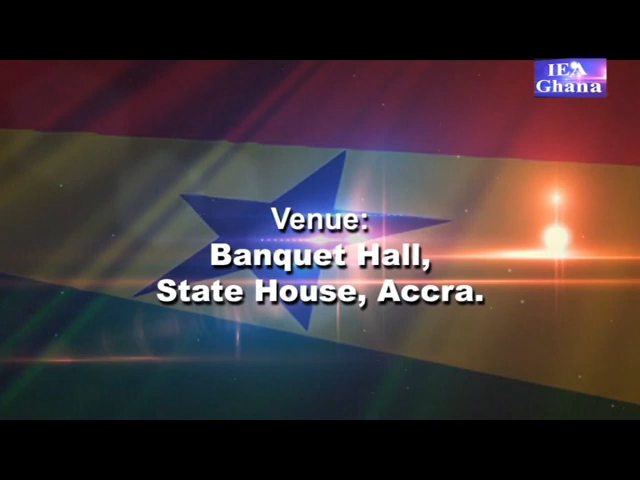 IEA
Ghana
Venue:
Banquet Hall,
State House, Accra.